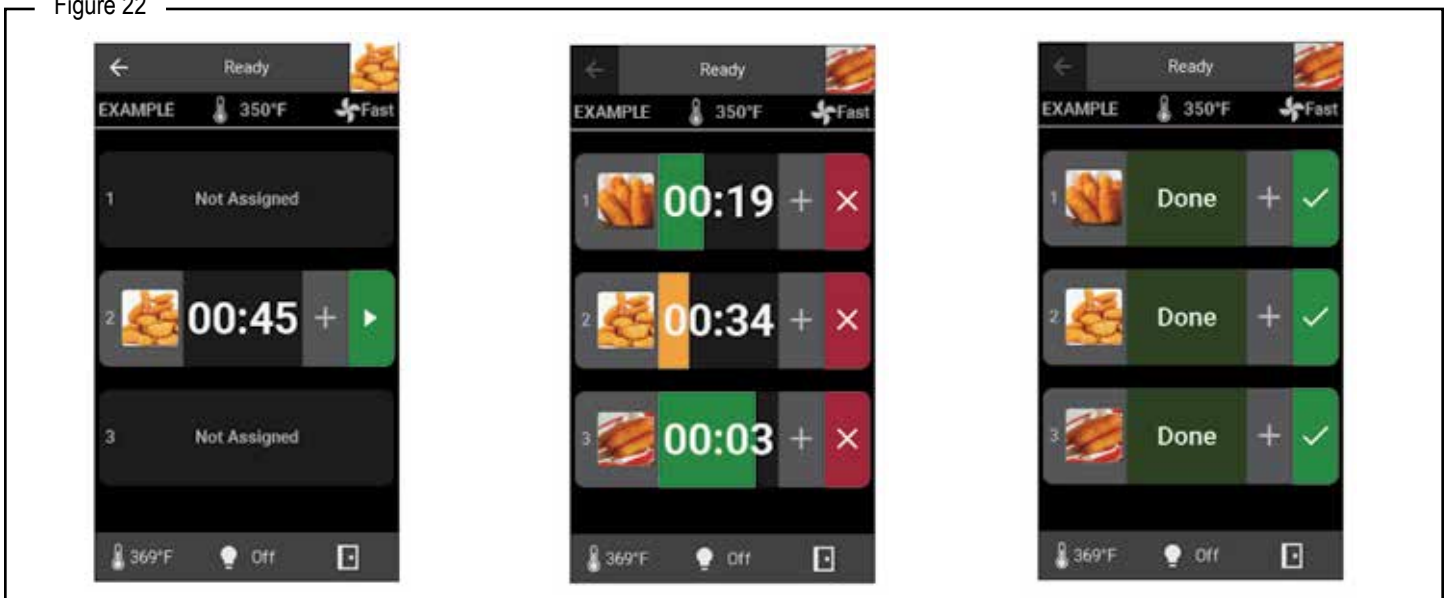 Figure 22
Ready
EXAMPLE 350°F Fast
1 Not Assigned
2 00:45 +
3 Not Assigned
369°F Off
Ready
EXAMPLE 350°F Fast
1 00:19 +
2 00:34 +
3 00:03 +
369°F Off
Ready
EXAMPLE 350°F Fast
1 Done +
2 Done +
3 Done +
369°F Off